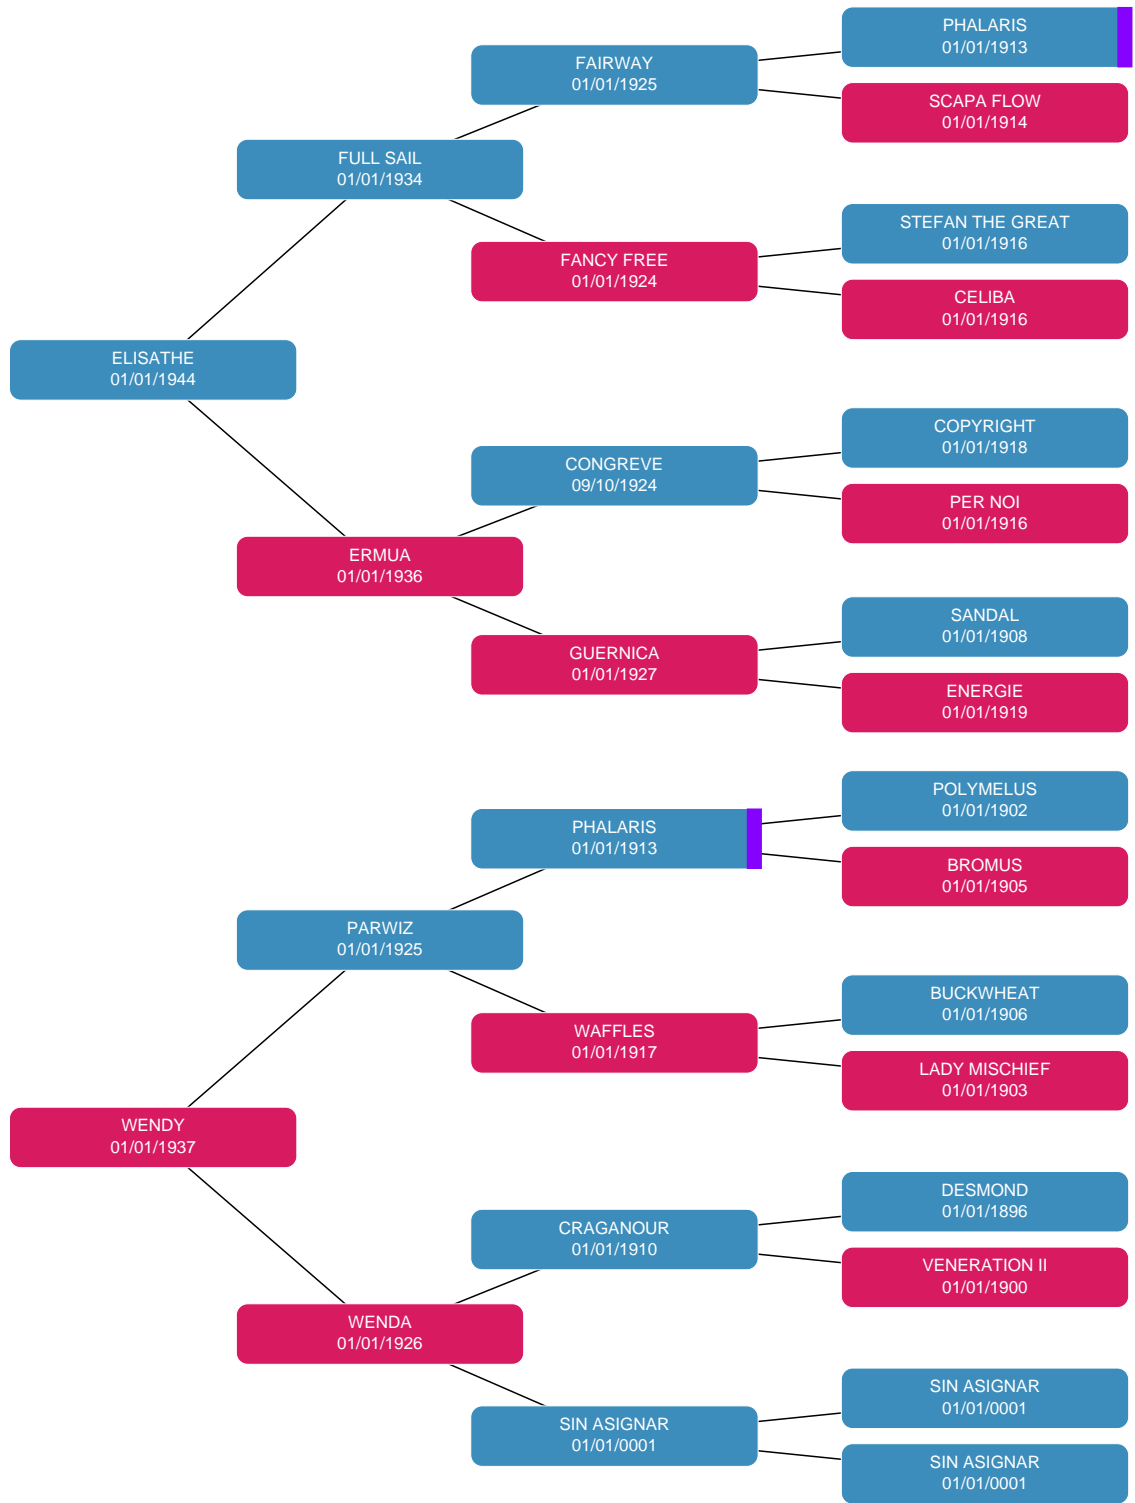 PHALARIS
01/01/1913
FAIRWAY
01/01/1925
SCAPA FLOW
01/01/1914
FULL SAIL
01/01/1934
STEFAN THE GREAT
01/01/1916
FANCY FREE
01/01/1924
CELIBA
01/01/1916
ELISATHE
01/01/1944
COPYRIGHT
01/01/1918
CONGREVE
09/10/1924
PER NOI
01/01/1916
ERMUA
01/01/1936
SANDAL
01/01/1908
GUERNICA
01/01/1927
ENERGIE
01/01/1919
POLYMELUS
01/01/1902
PHALARIS
01/01/1913
BROMUS
01/01/1905
PARWIZ
01/01/1925
BUCKWHEAT
01/01/1906
WAFFLES
01/01/1917
LADY MISCHIEF
01/01/1903
WENDY
01/01/1937
DESMOND
01/01/1896
CRAGANOUR
01/01/1910
VENERATION II
01/01/1900
WENDA
01/01/1926
SIN ASIGNAR
01/01/0001
SIN ASIGNAR
01/01/0001
SIN ASIGNAR
01/01/0001